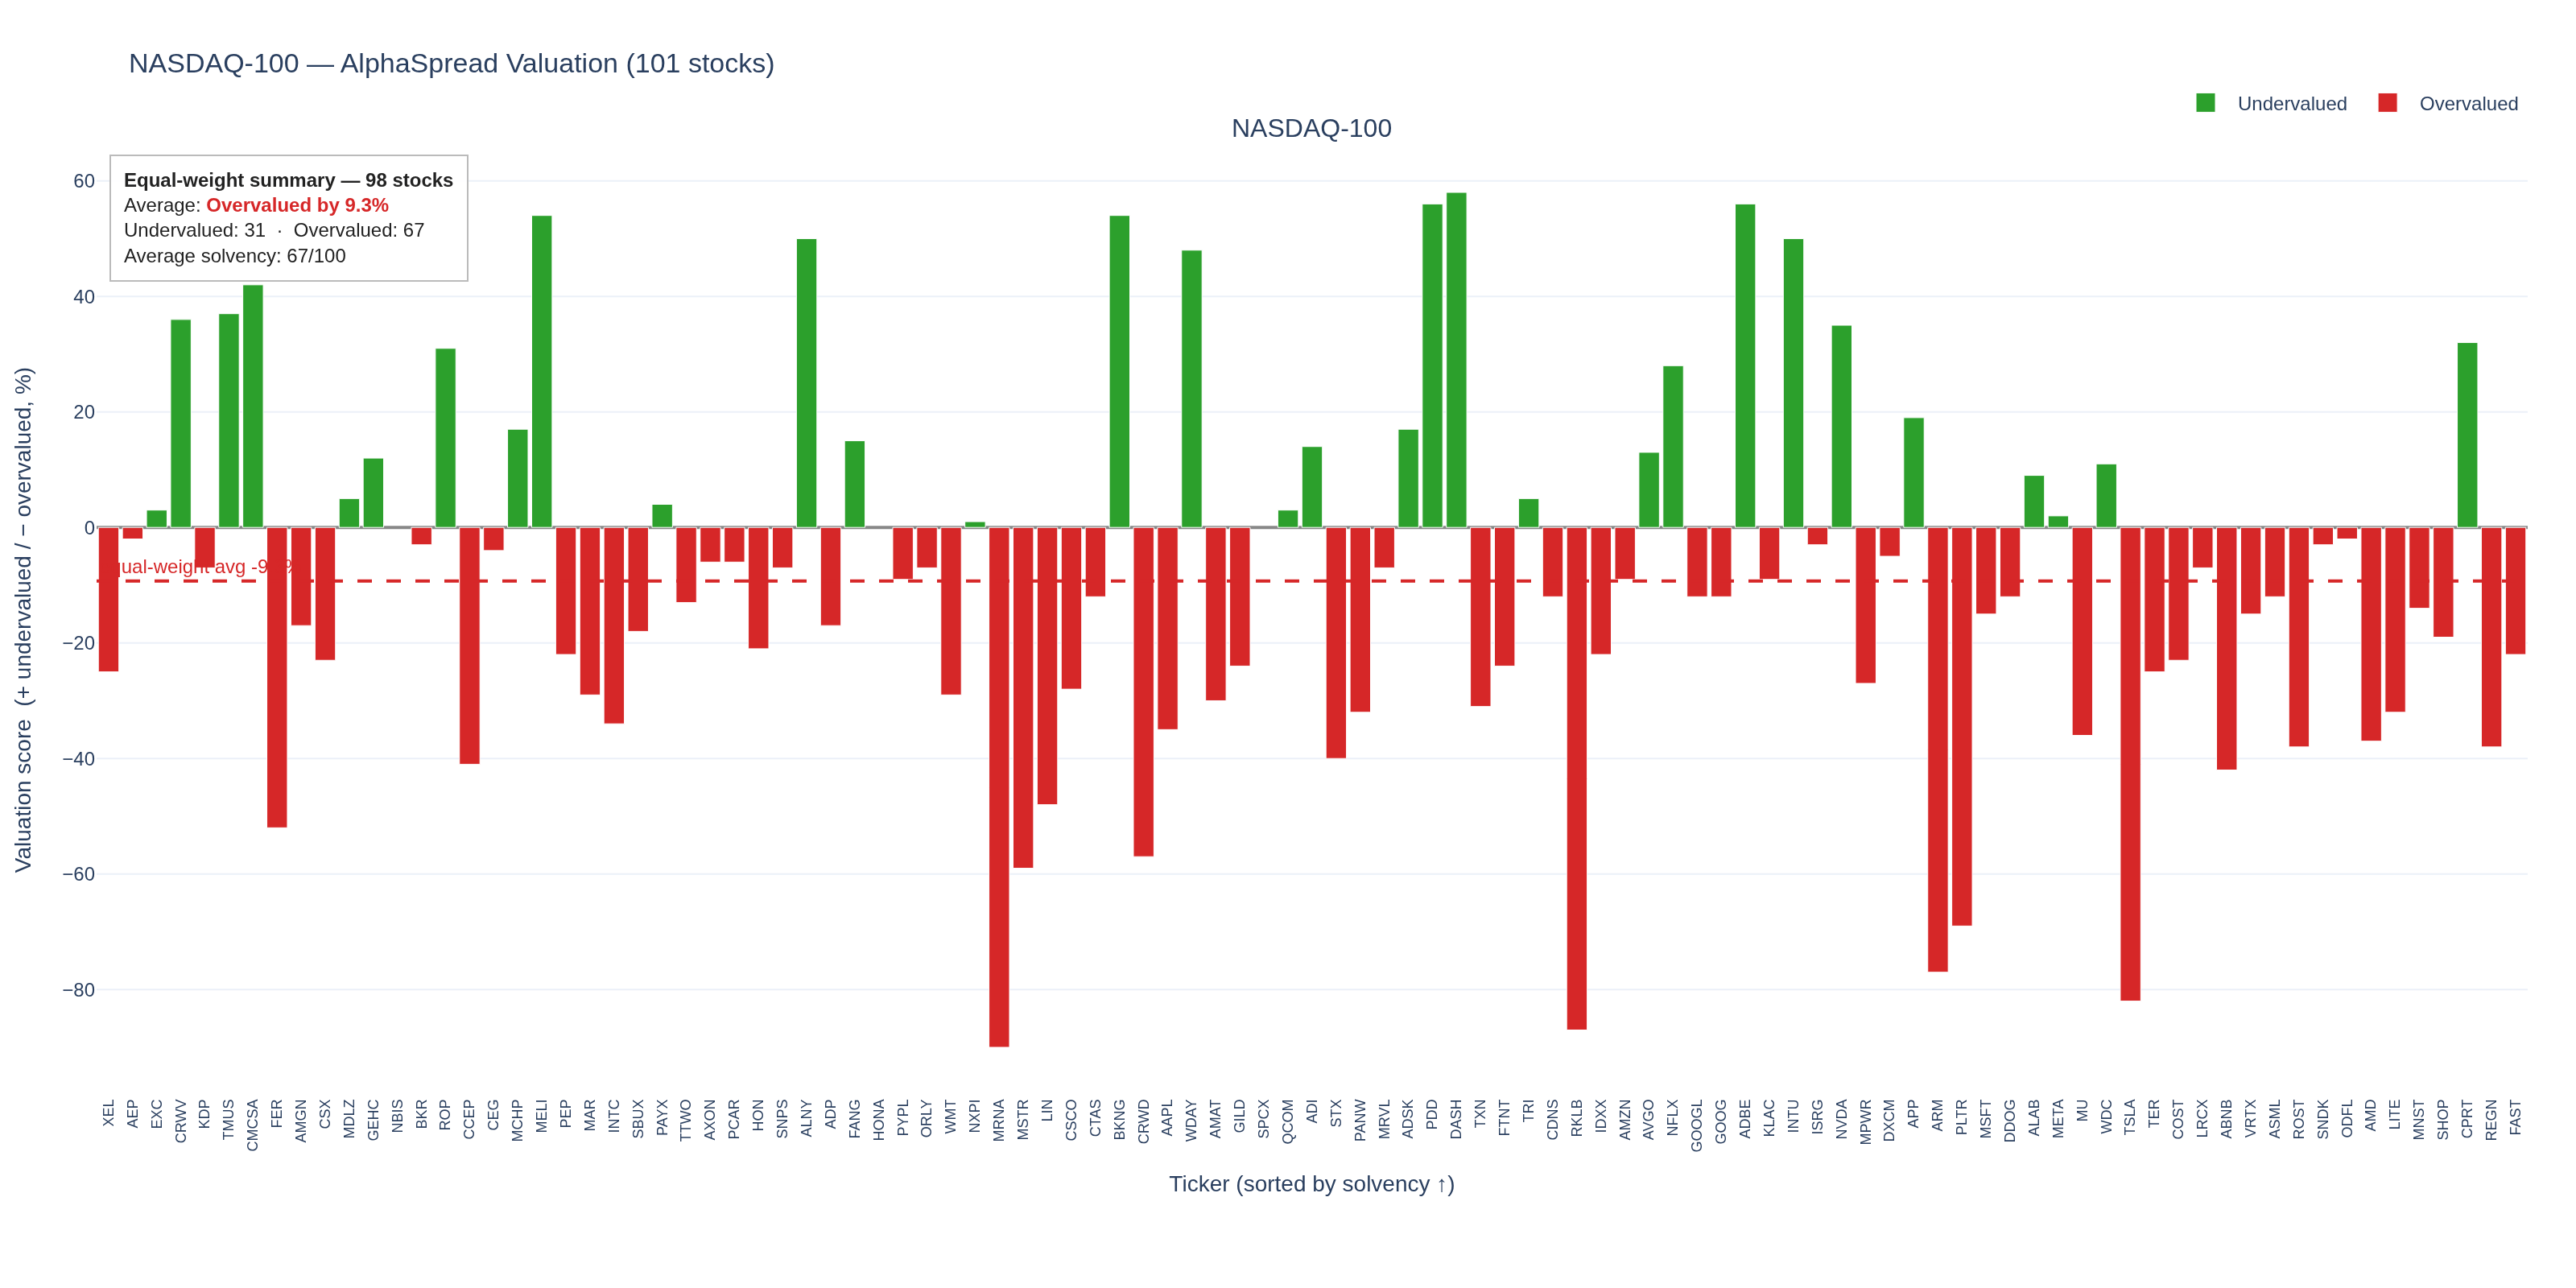 NASDAQ-100 — AlphaSpread Valuation (101 stocks)
Undervalued
Overvalued
NASDAQ-100
Equal-weight summary — 98 stocks
Average: Overvalued by 9.3%
Undervalued: 31 · Overvalued: 67
Average solvency: 67/100
Valuation score (+ undervalued / − overvalued, %)
60
40
20
0
−20
−40
−60
−80
qual-weight avg -9 %
XEL
AEP
EXC
CRWV
KDP
TMUS
CMCSA
FER
AMGN
CSX
MDLZ
GEHC
NBIS
BKR
ROP
CCEP
CEG
MCHP
MELI
PEP
MAR
INTC
SBUX
PAYX
TTWO
AXON
PCAR
HON
SNPS
ALNY
ADP
FANG
HONA
PYPL
ORLY
WMT
NXPI
MRNA
MSTR
LIN
CSCO
CTAS
BKNG
CRWD
AAPL
WDAY
AMAT
GILD
SPCX
QCOM
ADI
STX
PANW
MRVL
ADSK
PDD
DASH
TXN
FTNT
TRI
CDNS
RKLB
IDXX
AMZN
AVGO
NFLX
GOOGL
GOOG
ADBE
KLAC
INTU
ISRG
NVDA
MPWR
DXCM
APP
ARM
PLTR
MSFT
DDOG
ALAB
META
MU
WDC
TSLA
TER
COST
LRCX
ABNB
VRTX
ASML
ROST
SNDK
ODFL
AMD
LITE
MNST
SHOP
CPRT
REGN
FAST
Ticker (sorted by solvency ↑)